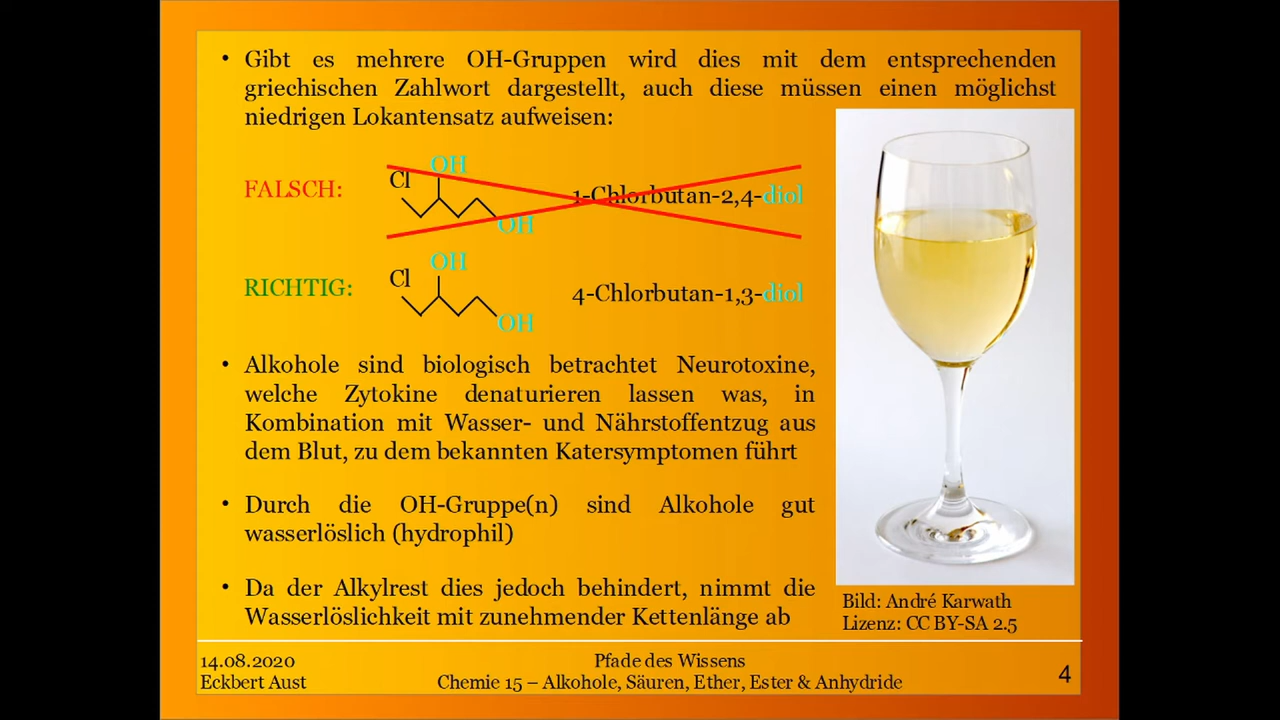 • Gibt es mehrere OH-Gruppen wird dies mit dem entsprechenden
griechischen Zahlwort dargestellt, auch diese müssen einen möglichst
niedrigen Lokantensatz aufweisen:
OH
Cl
FALSCH:
1-Chlorbutan-2,4-diol
OH
OH
Cl
RICHTIG:
4-Chlorbutan-1,3-diol
OH
• Alkohole sind biologisch betrachtet Neurotoxine,
welche Zytokine denaturieren lassen was, in
Kombination mit Wasser- und Nährstoffentzug aus
dem Blut, zu dem bekannten Katersymptomen führt
• Durch die OH-Gruppe(n) sind Alkohole gut
wasserlöslich (hydrophil)
• Da der Alkylrest dies jedoch behindert, nimmt die
Wasserlöslichkeit mit zunehmender Kettenlänge ab
Bild: André Karwath
Lizenz: CC BY-SA 2.5
14.08.2020
Eckbert Aust
Pfade des Wissens
Chemie 15 – Alkohole, Säuren, Ether, Ester & Anhydride
4